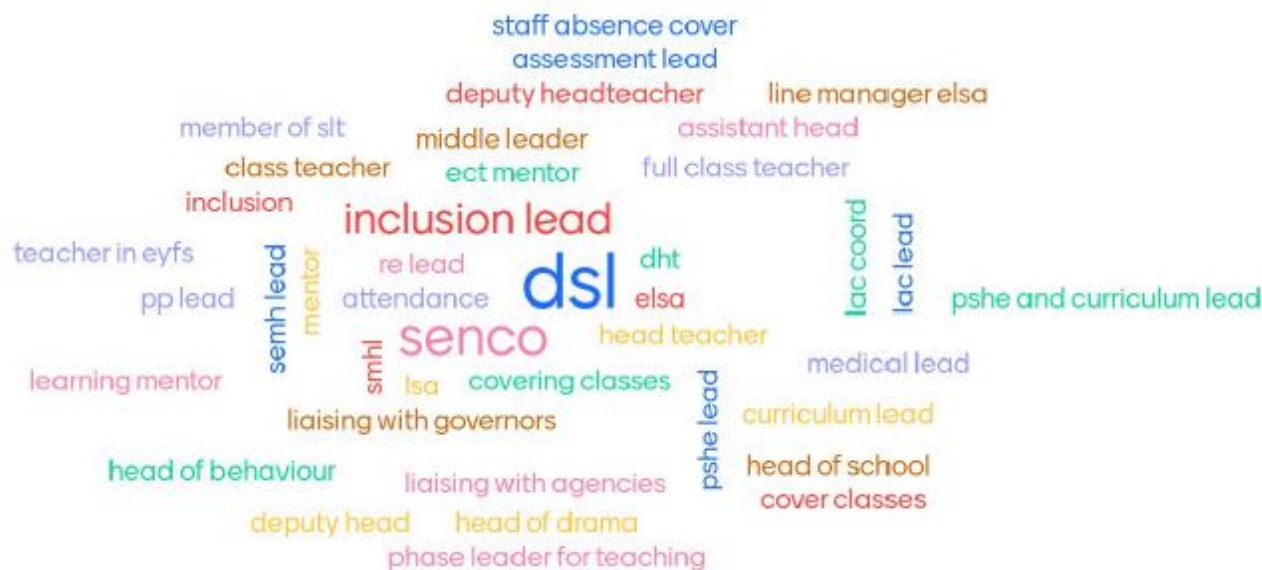 staff absence cover
assessment lead
deputy headteacher
line manager elsa
member of slt
middle leader
assistant head
class teacher
ect mentor
full class teacher
inclusion
inclusion lead
lac coord
lac lead
teacher in eyfs
semh lead
mentor
re lead
dsl
dht
pp lead
attendance
elsa
pshe and curriculum lead
senco
head teacher
smhl
medical lead
learning mentor
lsa
covering classes
pshe lead
liaising with governors
curriculum lead
head of behaviour
liaising with agencies
head of school
cover classes
deputy head
head of drama
phase leader for teaching